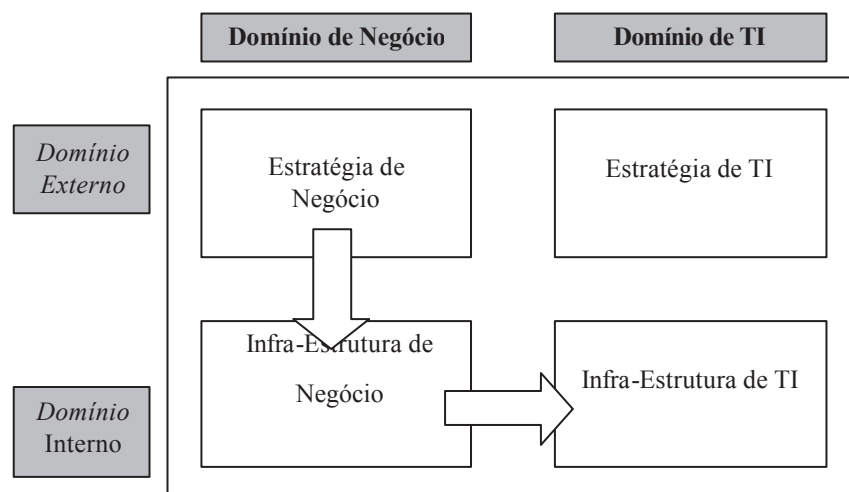 Domínio de Negócio
Domínio de TI
Domínio
Externo
Estratégia de
Negócio
Estratégia de TI
Domínio
Interno
Infra-Estrutura de
Negócio
Infra-Estrutura de TI